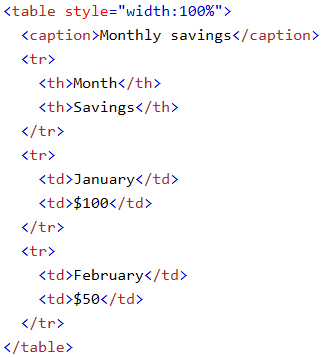 <table style="width:100%">
  <caption>Monthly savings</caption>
  <tr>
    <th>Month</th>
    <th>Savings</th>
  </tr>
  <tr>
    <td>January</td>
    <td>$100</td>
  </tr>
  <tr>
    <td>February</td>
    <td>$50</td>
  </tr>
</table>